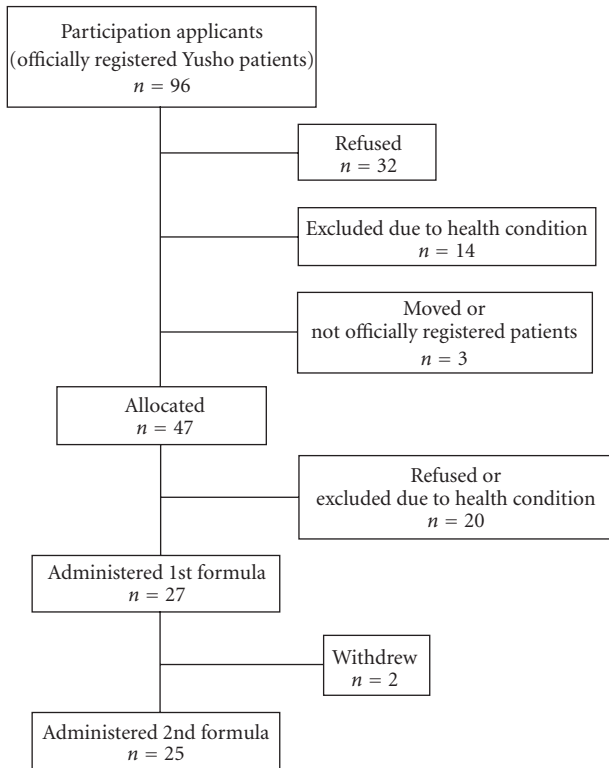 Participation applicants
(officially registered Yusho patients)
n = 96
Refused
n = 32
Excluded due to health condition
n = 14
Moved or
not officially registered patients
n = 3
Allocated
n = 47
Refused or
excluded due to health condition
n = 20
Administered 1st formula
n = 27
Withdrew
n = 2
Administered 2nd formula
n = 25